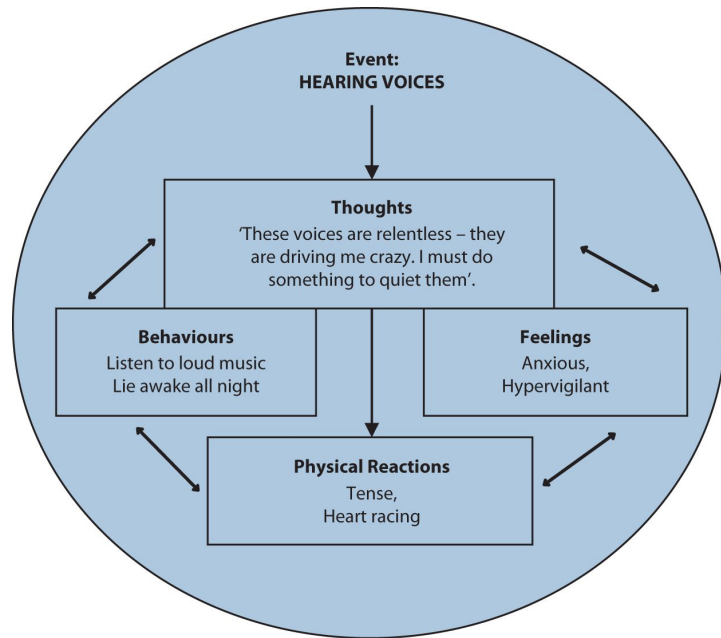 Event:
HEARING VOICES
Thoughts
'These voices are relentless – they
are driving me crazy. I must do
something to quiet them'.
Behaviours
Listen to loud music
Lie awake all night
Feelings
Anxious,
Hypervigilant
Physical Reactions
Tense,
Heart racing